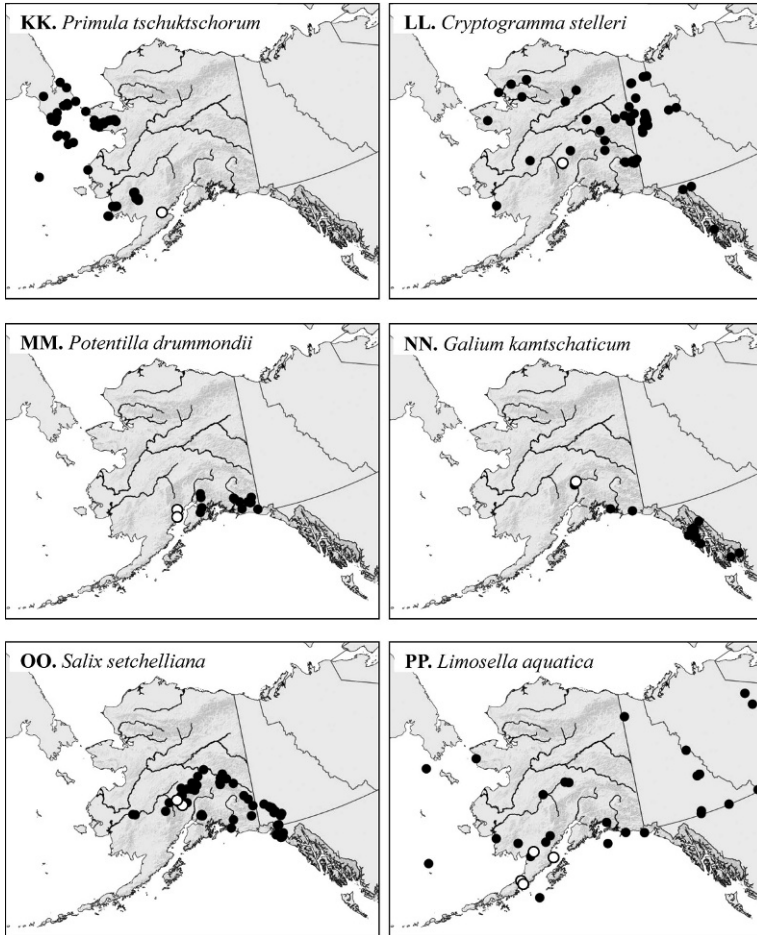 KK. Primula tschuktschorum
LL. Cryptogramma stelleri
MM. Potentilla drummondii
NN. Galium kamtschaticum
OO. Salix setchelliana
PP. Limosella aquatica